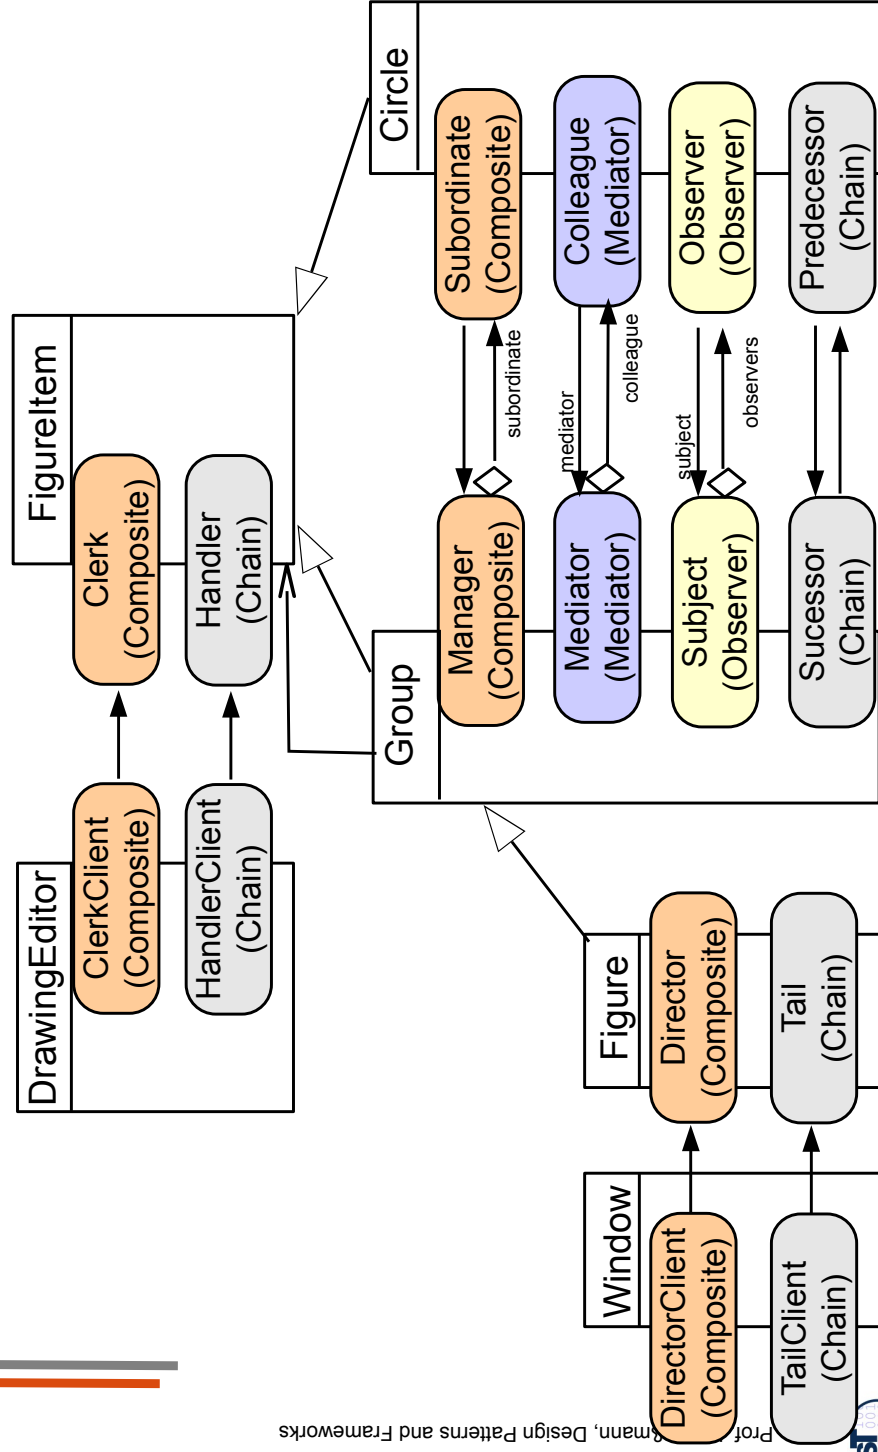 DrawingEditor
ClerkClient
(Composite)
HandlerClient
(Chain)
FigureItem
Clerk
(Composite)
Handler
(Chain)
Window
DirectorClient
(Composite)
TailClient
(Chain)
Figure
Director
(Composite)
Tail
(Chain)
Group
Manager
(Composite)
Mediator
(Mediator)
Subject
(Observer)
Sucessor
(Chain)
subordinate
mediator
colleague
subject
observers
Circle
Subordinate
(Composite)
Colleague
(Mediator)
Observer
(Observer)
Predecessor
(Chain)
Prof. Design Patterns and Frameworks